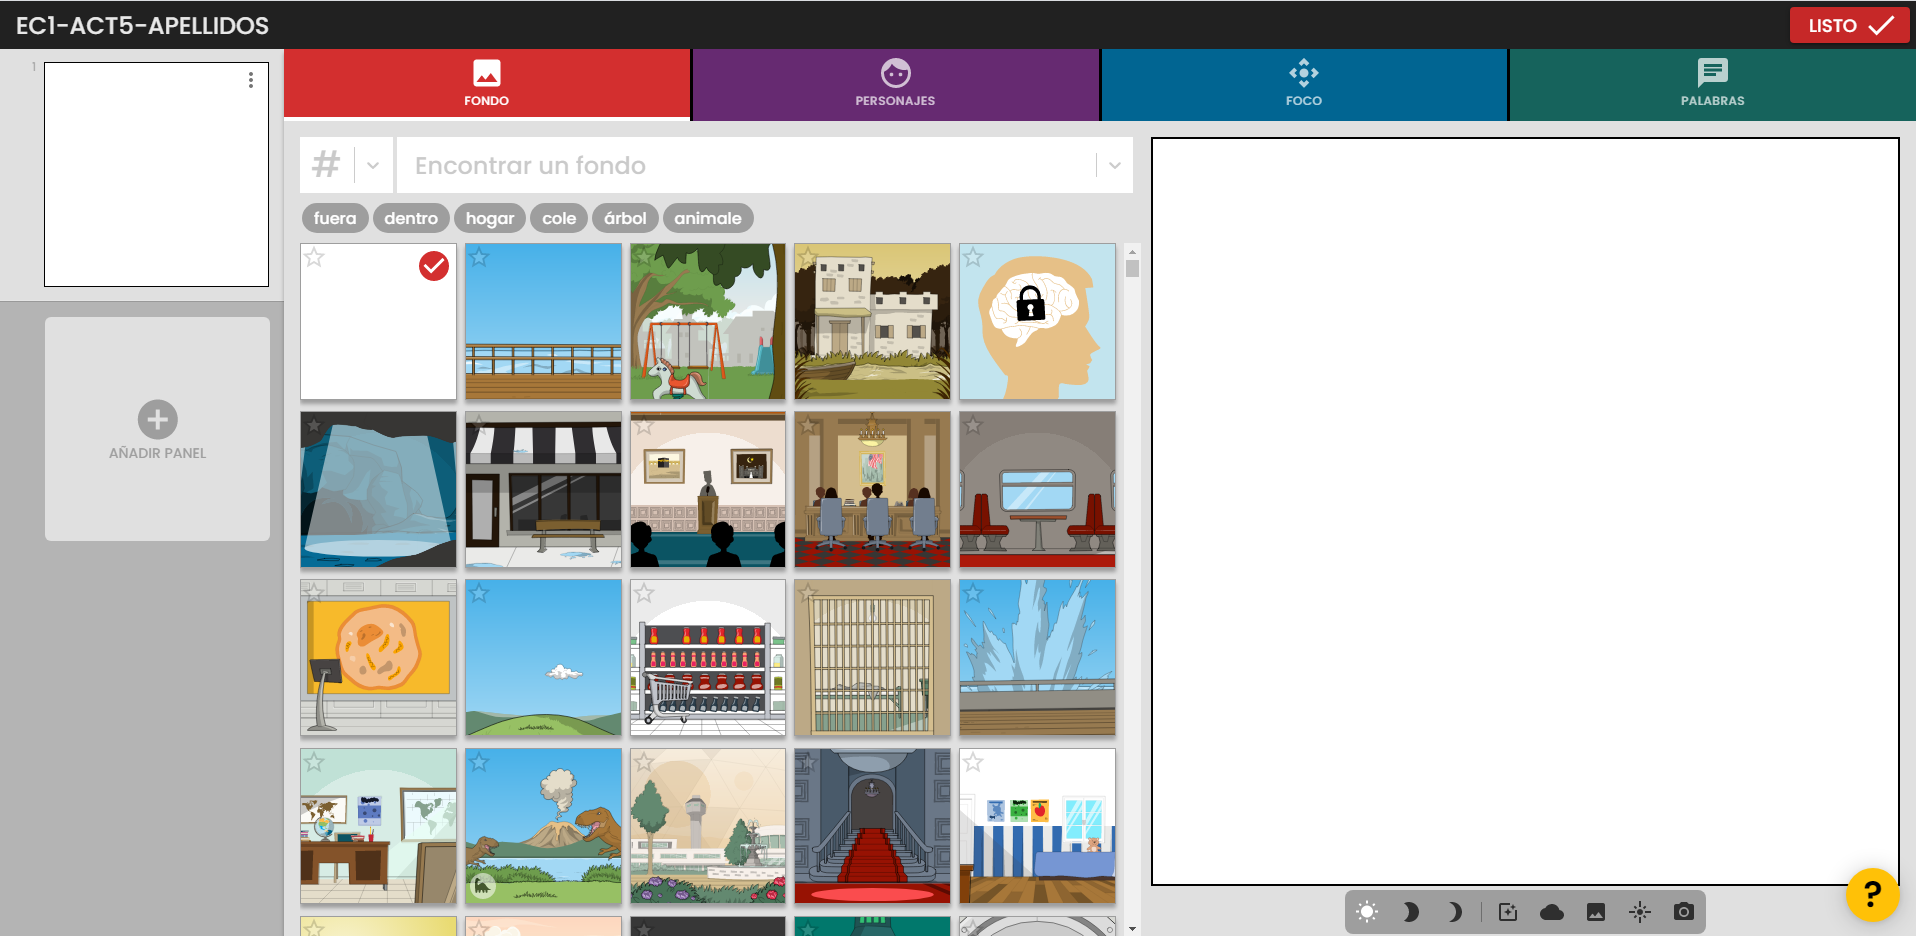 EC1-ACT5-APELLIDOS
LISTO
1
FONDO
PERSONAJES
FOCO
PALABRAS
# Encontrar un fondo
fuera dentro hogar cole árbol animale
AÑADIR PANEL
?